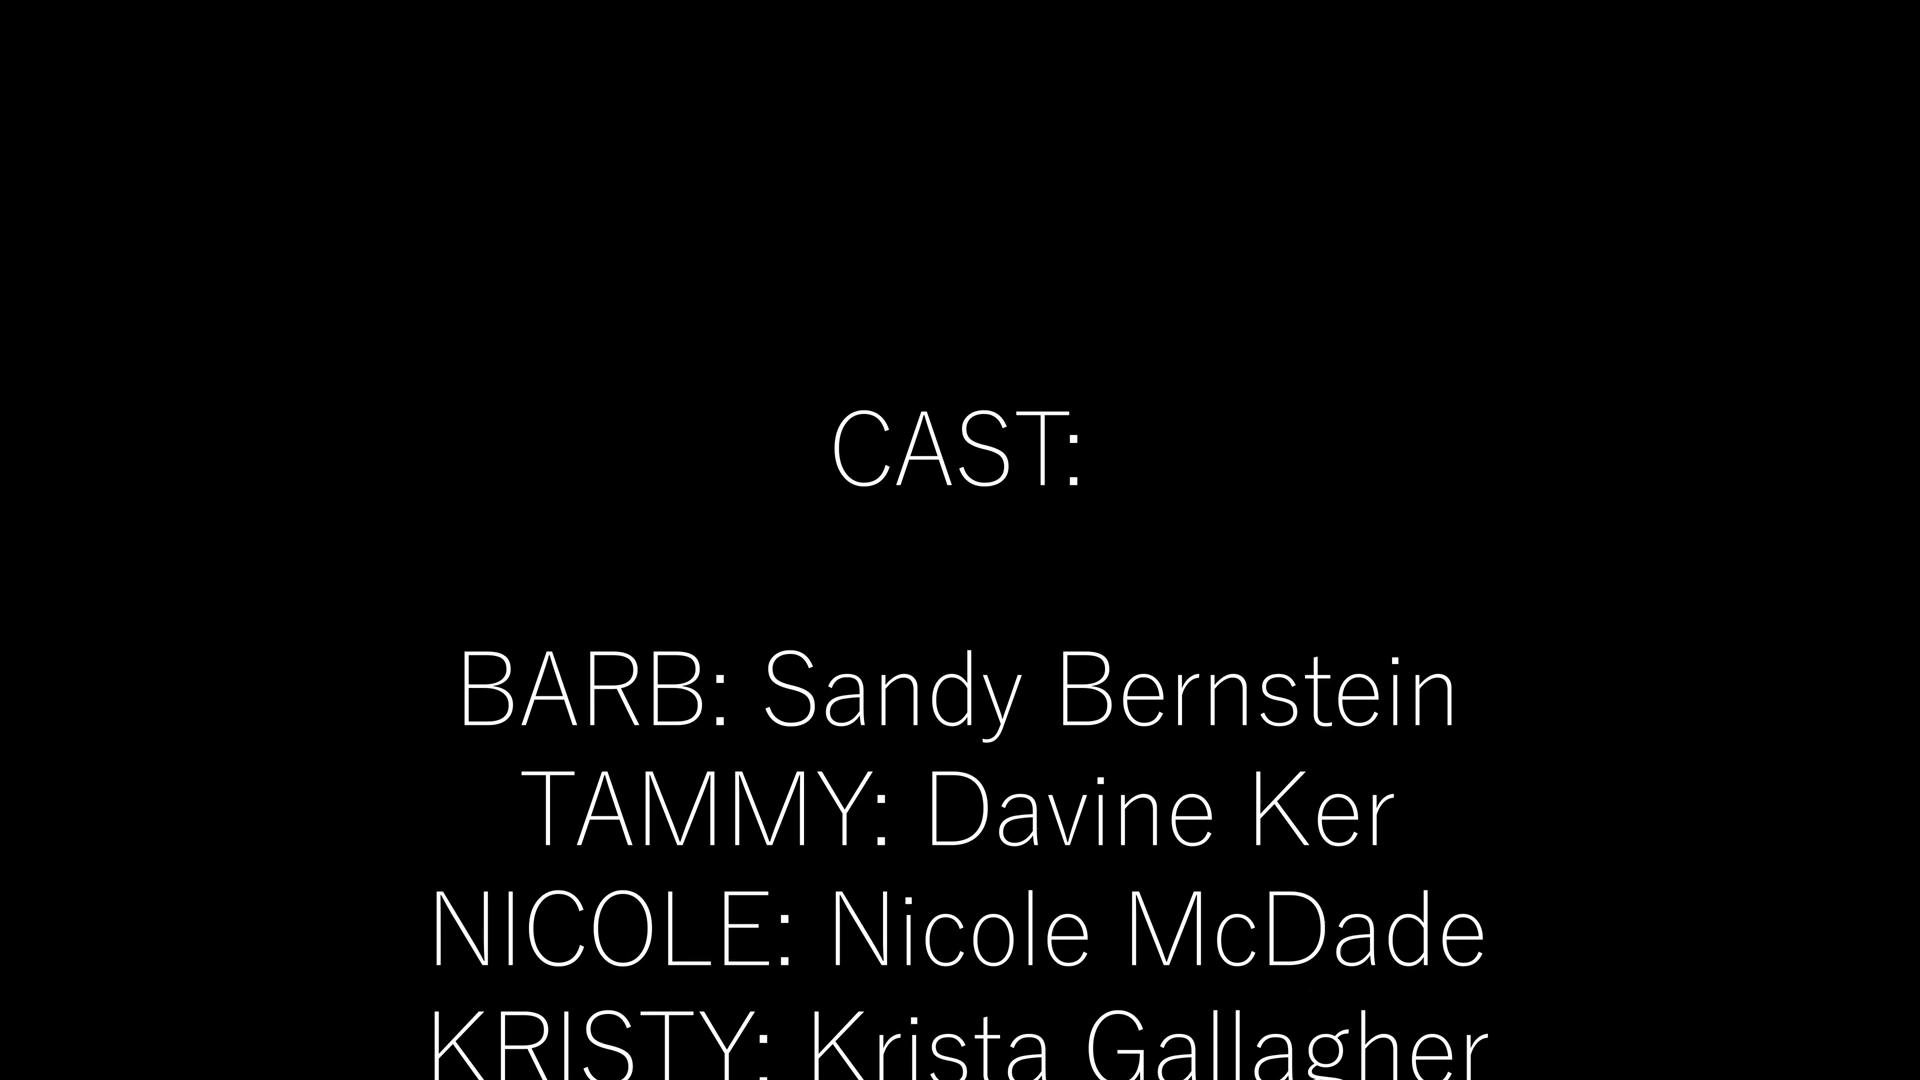 CAST:
BARB: Sandy Bernstein
TAMMY: Davine Ker
NICOLE: Nicole McDade
KRISTY: Krista Gallagher